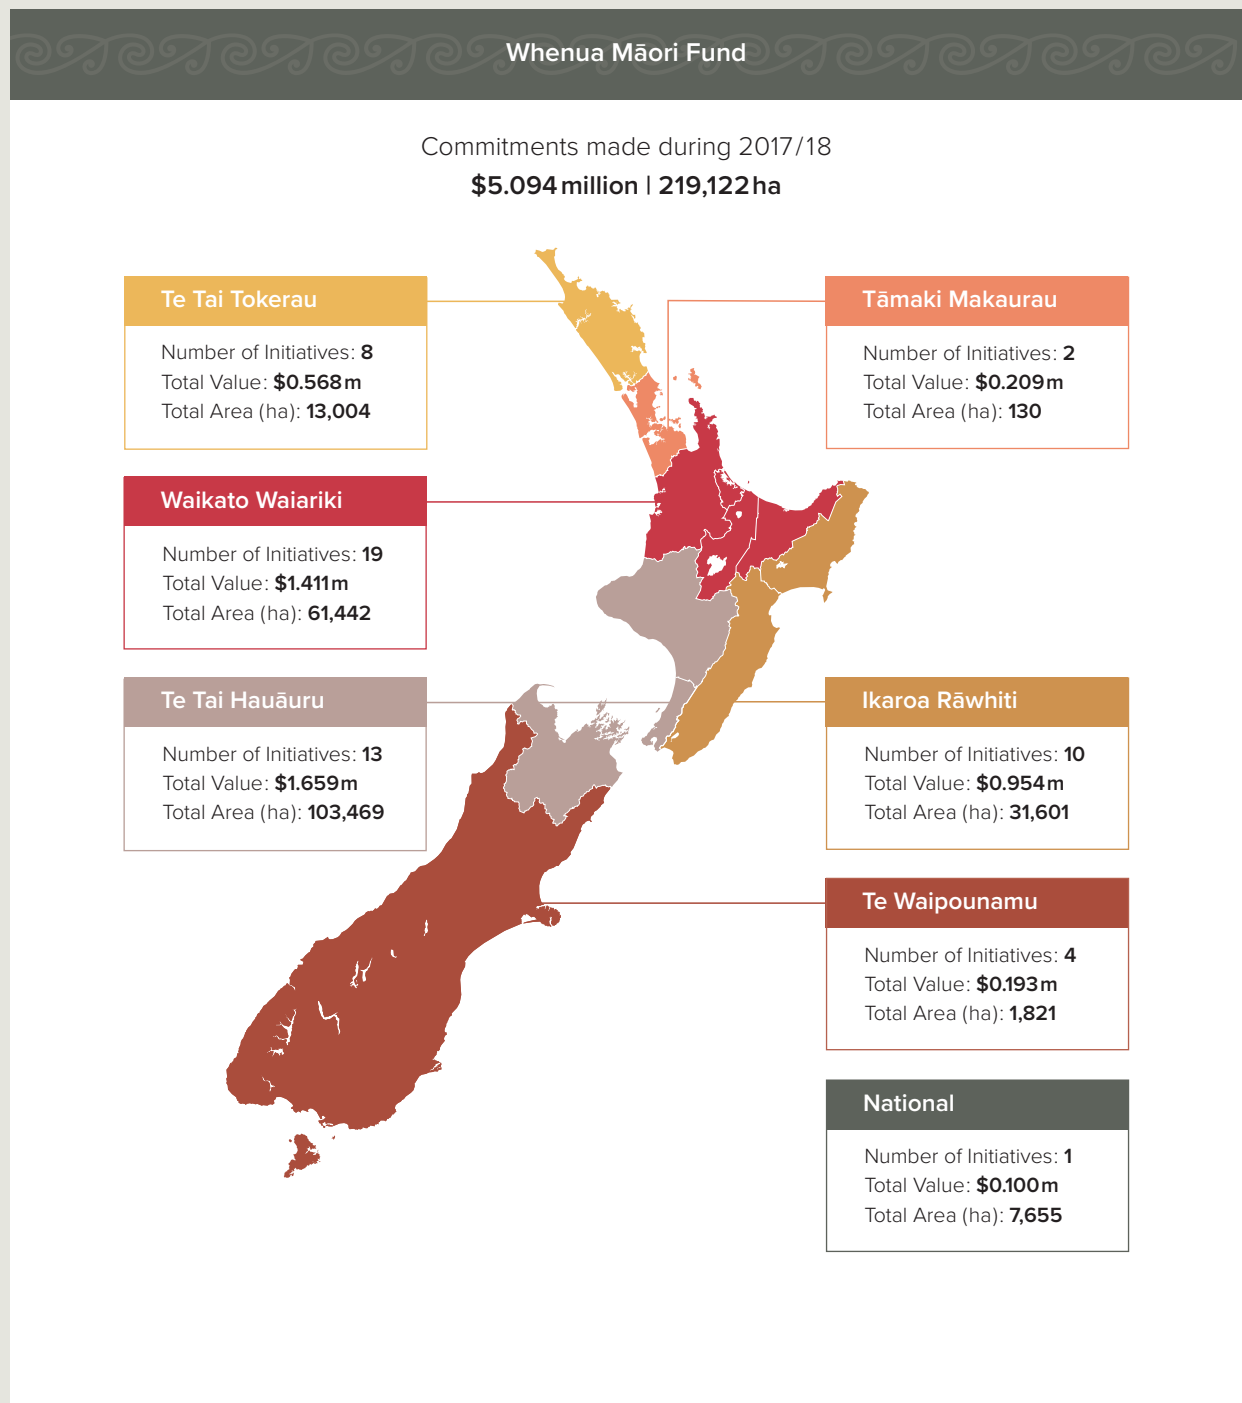 Whenua Māori Fund
Commitments made during 2017/18
$5.094 million | 219,122 ha
Te Tai Tokerau
Number of Initiatives: 8
Total Value: $0.568m
Total Area (ha): 13,004
Tāmaki Makaurau
Number of Initiatives: 2
Total Value: $0.209m
Total Area (ha): 130
Waikato Waiariki
Number of Initiatives: 19
Total Value: $1.411m
Total Area (ha): 61,442
Te Tai Hauāuru
Number of Initiatives: 13
Total Value: $1.659m
Total Area (ha): 103,469
Ikaroa Rāwhiti
Number of Initiatives: 10
Total Value: $0.954m
Total Area (ha): 31,601
Te Waipounamu
Number of Initiatives: 4
Total Value: $0.193m
Total Area (ha): 1,821
National
Number of Initiatives: 1
Total Value: $0.100m
Total Area (ha): 7,655